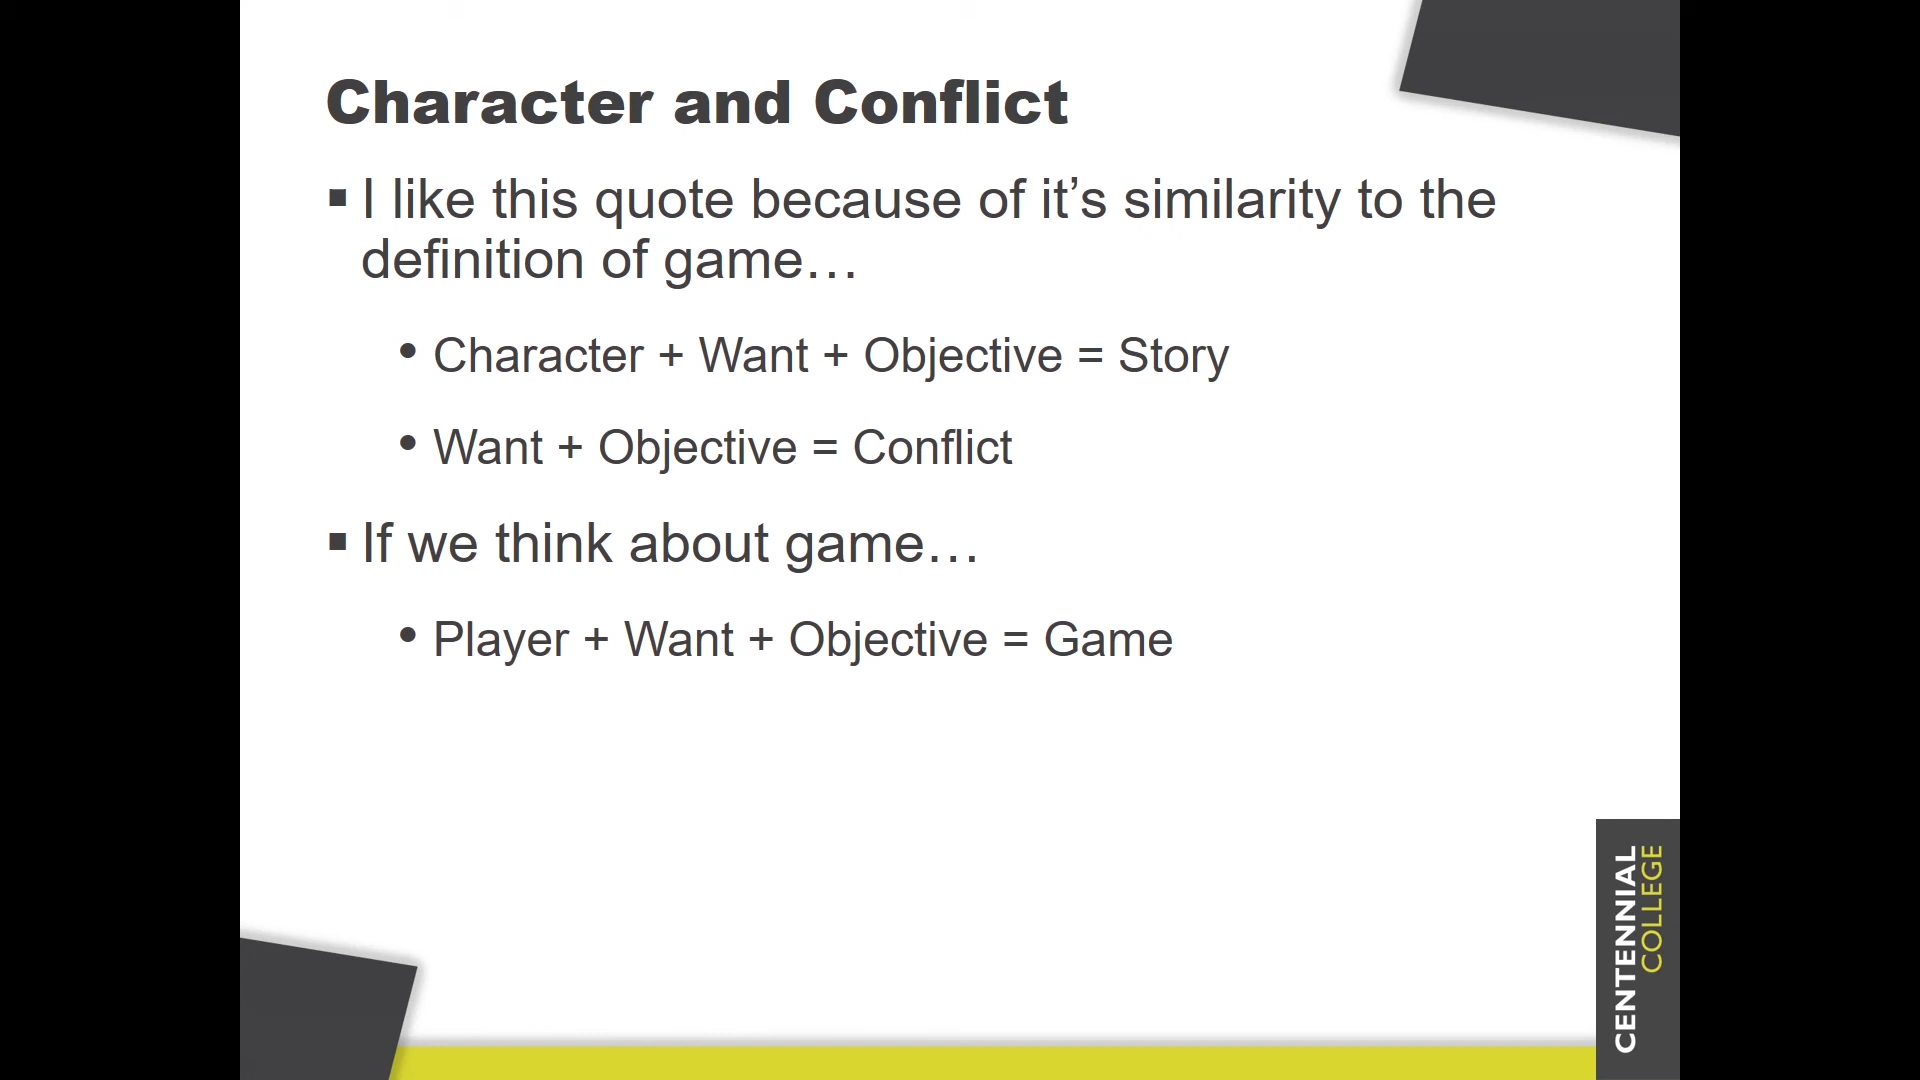 Character and Conflict
▪ I like this quote because of it’s similarity to the
definition of game…
• Character + Want + Objective = Story
• Want + Objective = Conflict
▪ If we think about game…
• Player + Want + Objective = Game
CENTENNIAL
COLLEGE